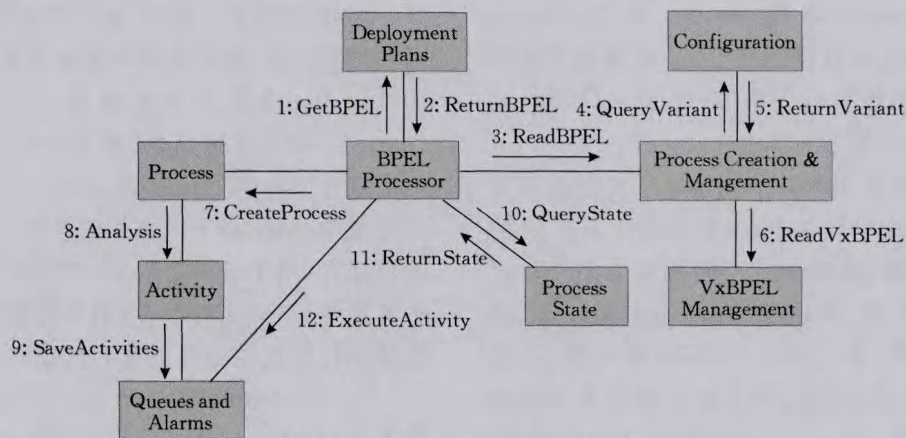 Deployment
Plans
Configuration
1: GetBPEL
2: ReturnBPEL
4: QueryVariant
5: ReturnVariant
3: ReadBPEL
Process
BPEL
Processor
Process Creation &
Mangement
7: CreateProcess
10: QueryState
8: Analysis
6: ReadVxBPEL
11: ReturnState
Activity
Process
State
VxBPEL
Management
12: ExecuteActivity
9: SaveActivities
Queues and
Alarms